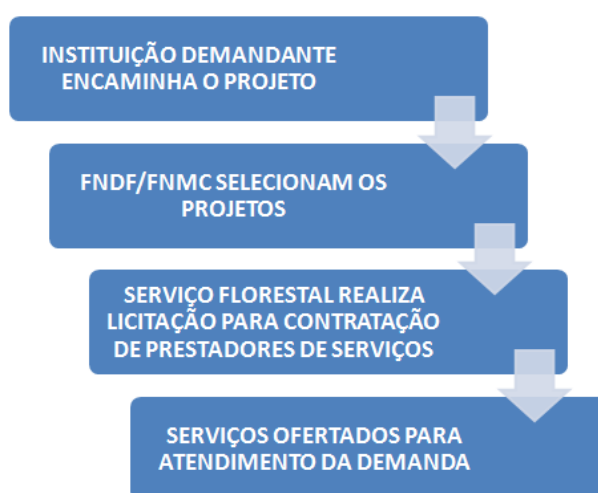 INSTITUIÇÃO DEMANDANTE
ENCAMINHA O PROJETO
FNDF/FNMC SELECIONAM OS
PROJETOS
SERVIÇO FLORESTAL REALIZA
LICITAÇÃO PARA CONTRATAÇÃO
DE PRESTADORES DE SERVIÇOS
SERVIÇOS OFERTADOS PARA
ATENDIMENTO DA DEMANDA